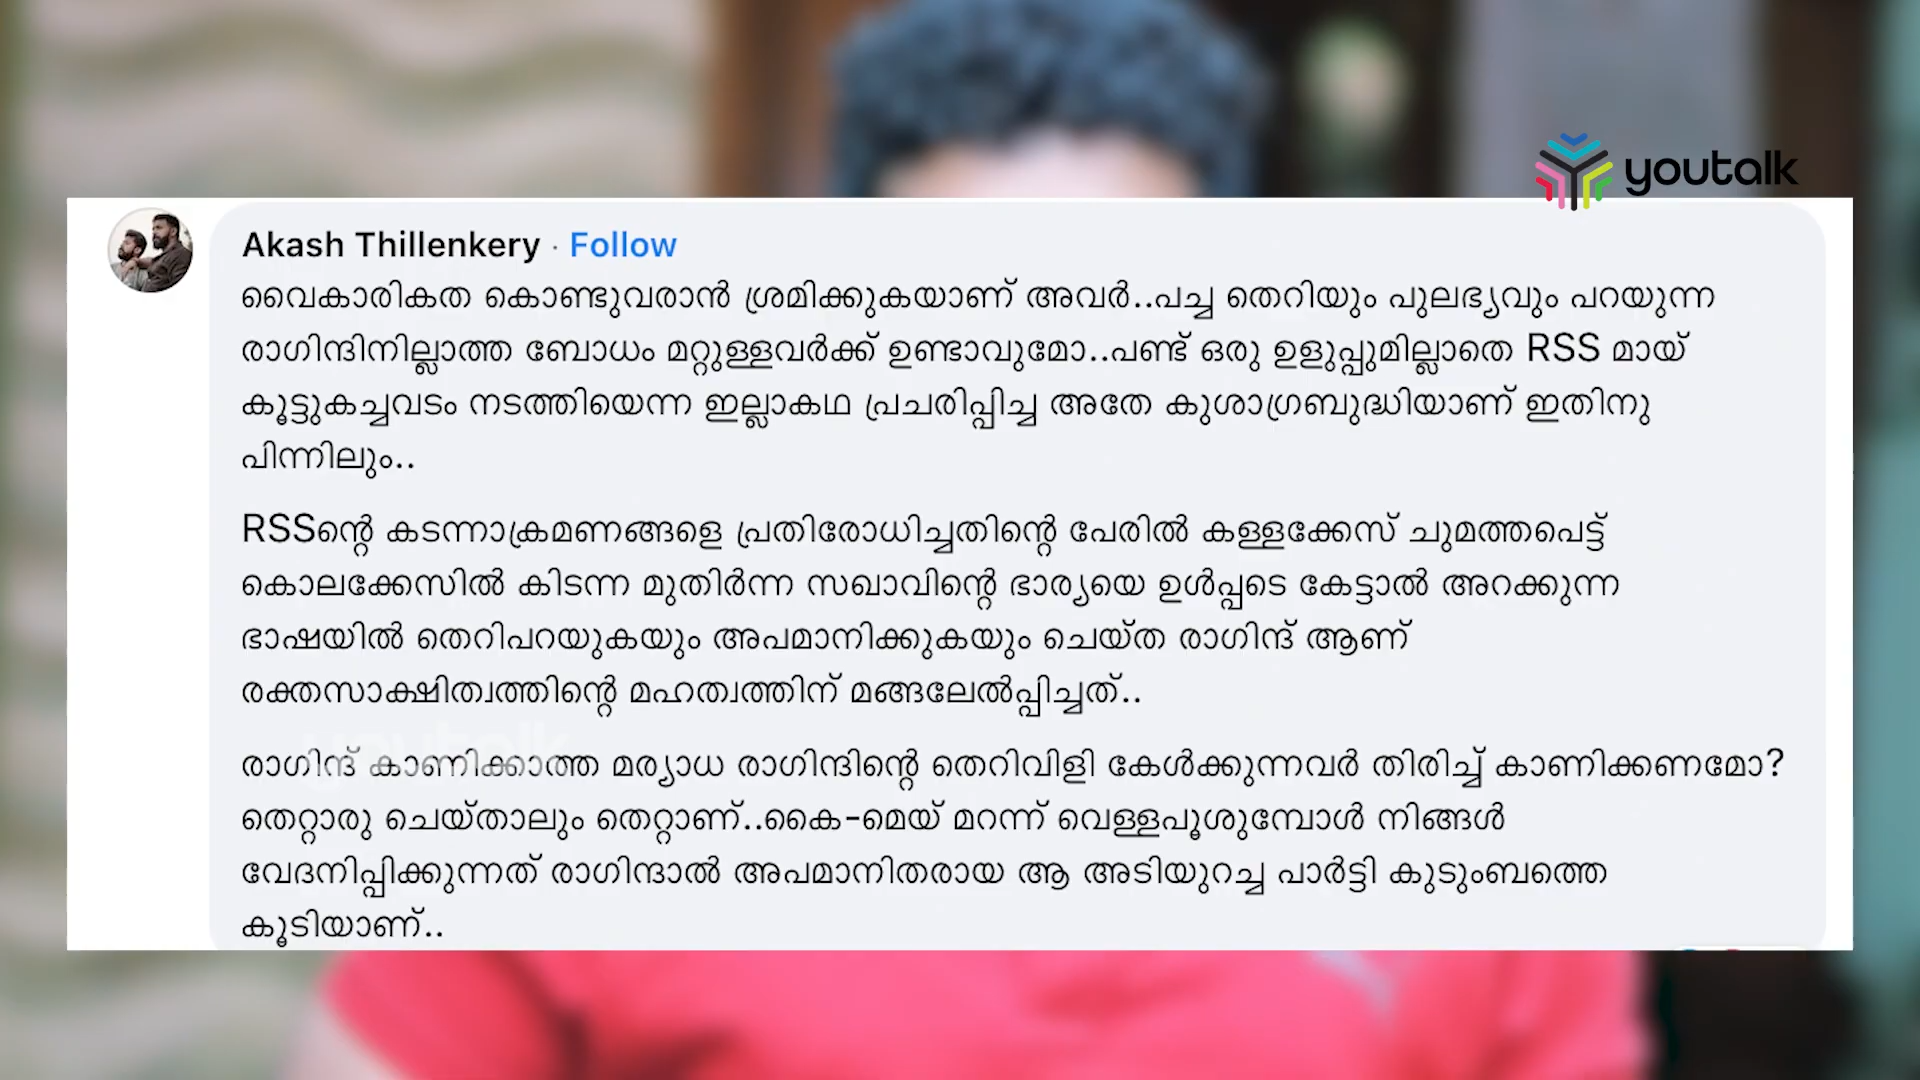 youtalk
Akash Thillenkery · Follow
വൈകാരികത കൊണ്ടുവരാൻ ശ്രമിക്കുകയാണ് അവർ..പച്ച തെറിയും പുലഭ്യവും പറയുന്ന
രാഗിന്ദിനില്ലാത്ത ബോധം മറ്റുള്ളവർക്ക് ഉണ്ടാവുമോ..പണ്ട് ഒരു ഉളുപ്പുമില്ലാതെ RSS മായ്
കൂട്ടുകച്ചവടം നടത്തിയെന്ന ഇല്ലാകഥ പ്രചരിപ്പിച്ച അതേ കുശാഗ്രബുദ്ധിയാണ് ഇതിനു
പിന്നിലും..
RSSന്റെ കടന്നാക്രമണങ്ങളെ പ്രതിരോധിച്ചതിന്റെ പേരിൽ കള്ളക്കേസ് ചുമത്തപെട്ട്
കൊലക്കേസിൽ കിടന്ന മുതിർന്ന സഖാവിന്റെ ഭാര്യയെ ഉൾപ്പടെ കേട്ടാൽ അറക്കുന്ന
ഭാഷയിൽ തെറിപറയുകയും അപമാനിക്കുകയും ചെയ്ത രാഗിന്ദ് ആണ്
രക്തസാക്ഷിത്വത്തിന്റെ മഹത്വത്തിന് മങ്ങലേൽപ്പിച്ചത്..
youtalk
രാഗിന്ദ് കാണിക്കാത്ത മര്യാധ രാഗിന്ദിന്റെ തെറിവിളി കേൾക്കുന്നവർ തിരിച്ച് കാണിക്കണമോ?
തെറ്റാരു ചെയ്താലും തെറ്റാണ്..കൈ-മെയ് മറന്ന് വെള്ളപൂശുമ്പോൾ നിങ്ങൾ
വേദനിപ്പിക്കുന്നത് രാഗിന്ദാൽ അപമാനിതരായ ആ അടിയുറച്ച പാർട്ടി കുടുംബത്തെ
കൂടിയാണ്..